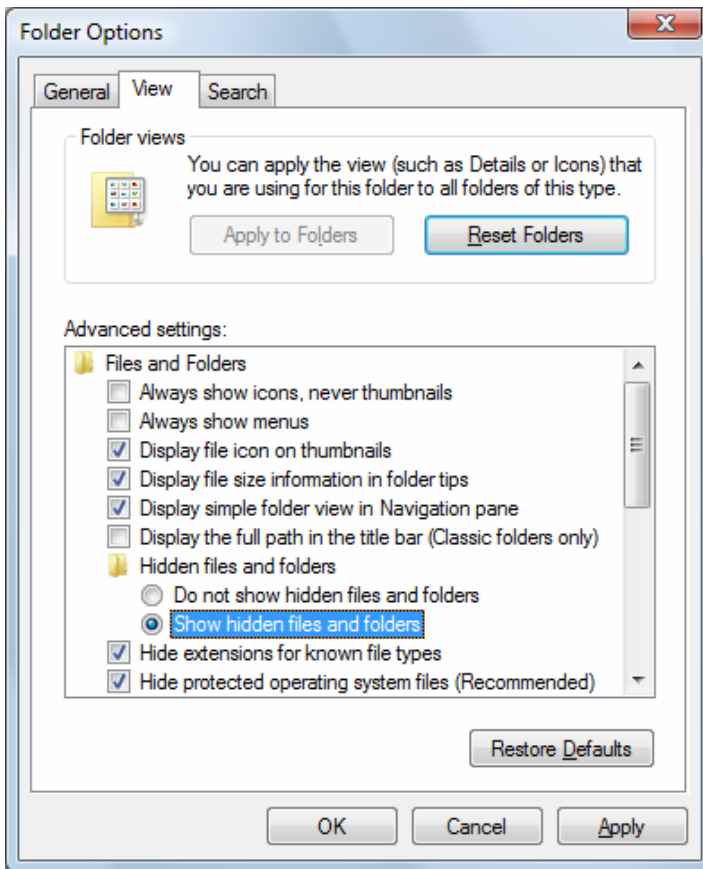 Folder Options
General
View
Search
Folder views
You can apply the view (such as Details or Icons) that
you are using for this folder to all folders of this type.
Apply to Folders
Reset Folders
Advanced settings:
Files and Folders
Always show icons, never thumbnails
Always show menus
Display file icon on thumbnails
Display file size information in folder tips
Display simple folder view in Navigation pane
Display the full path in the title bar (Classic folders only)
Hidden files and folders
Do not show hidden files and folders
Show hidden files and folders
Hide extensions for known file types
Hide protected operating system files (Recommended)
Restore Defaults
OK
Cancel
Apply